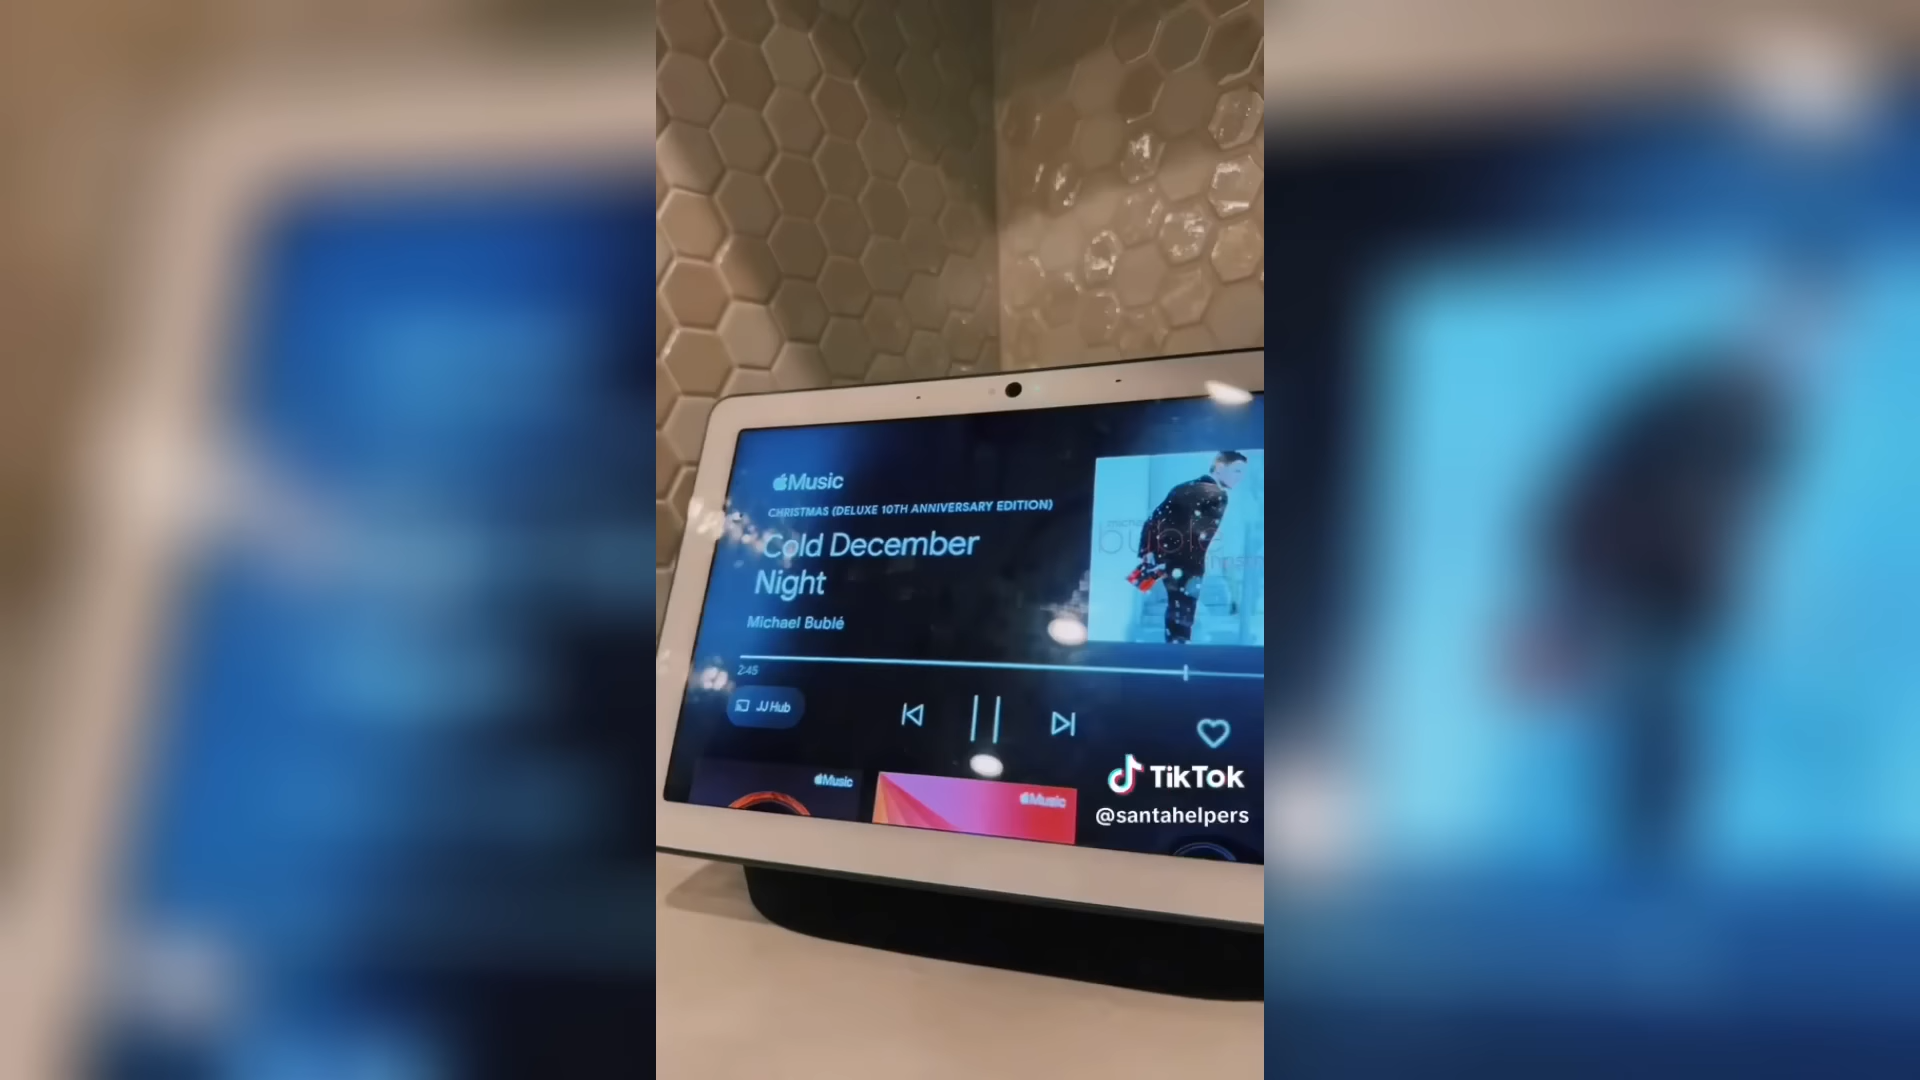 Music
CHRISTMAS (DELUXE 10TH ANNIVERSARY EDITION)
Cold December
Night
Michael Bublé
bublé
2:45
JJ Hub
Music
Music
TikTok
@santahelpers